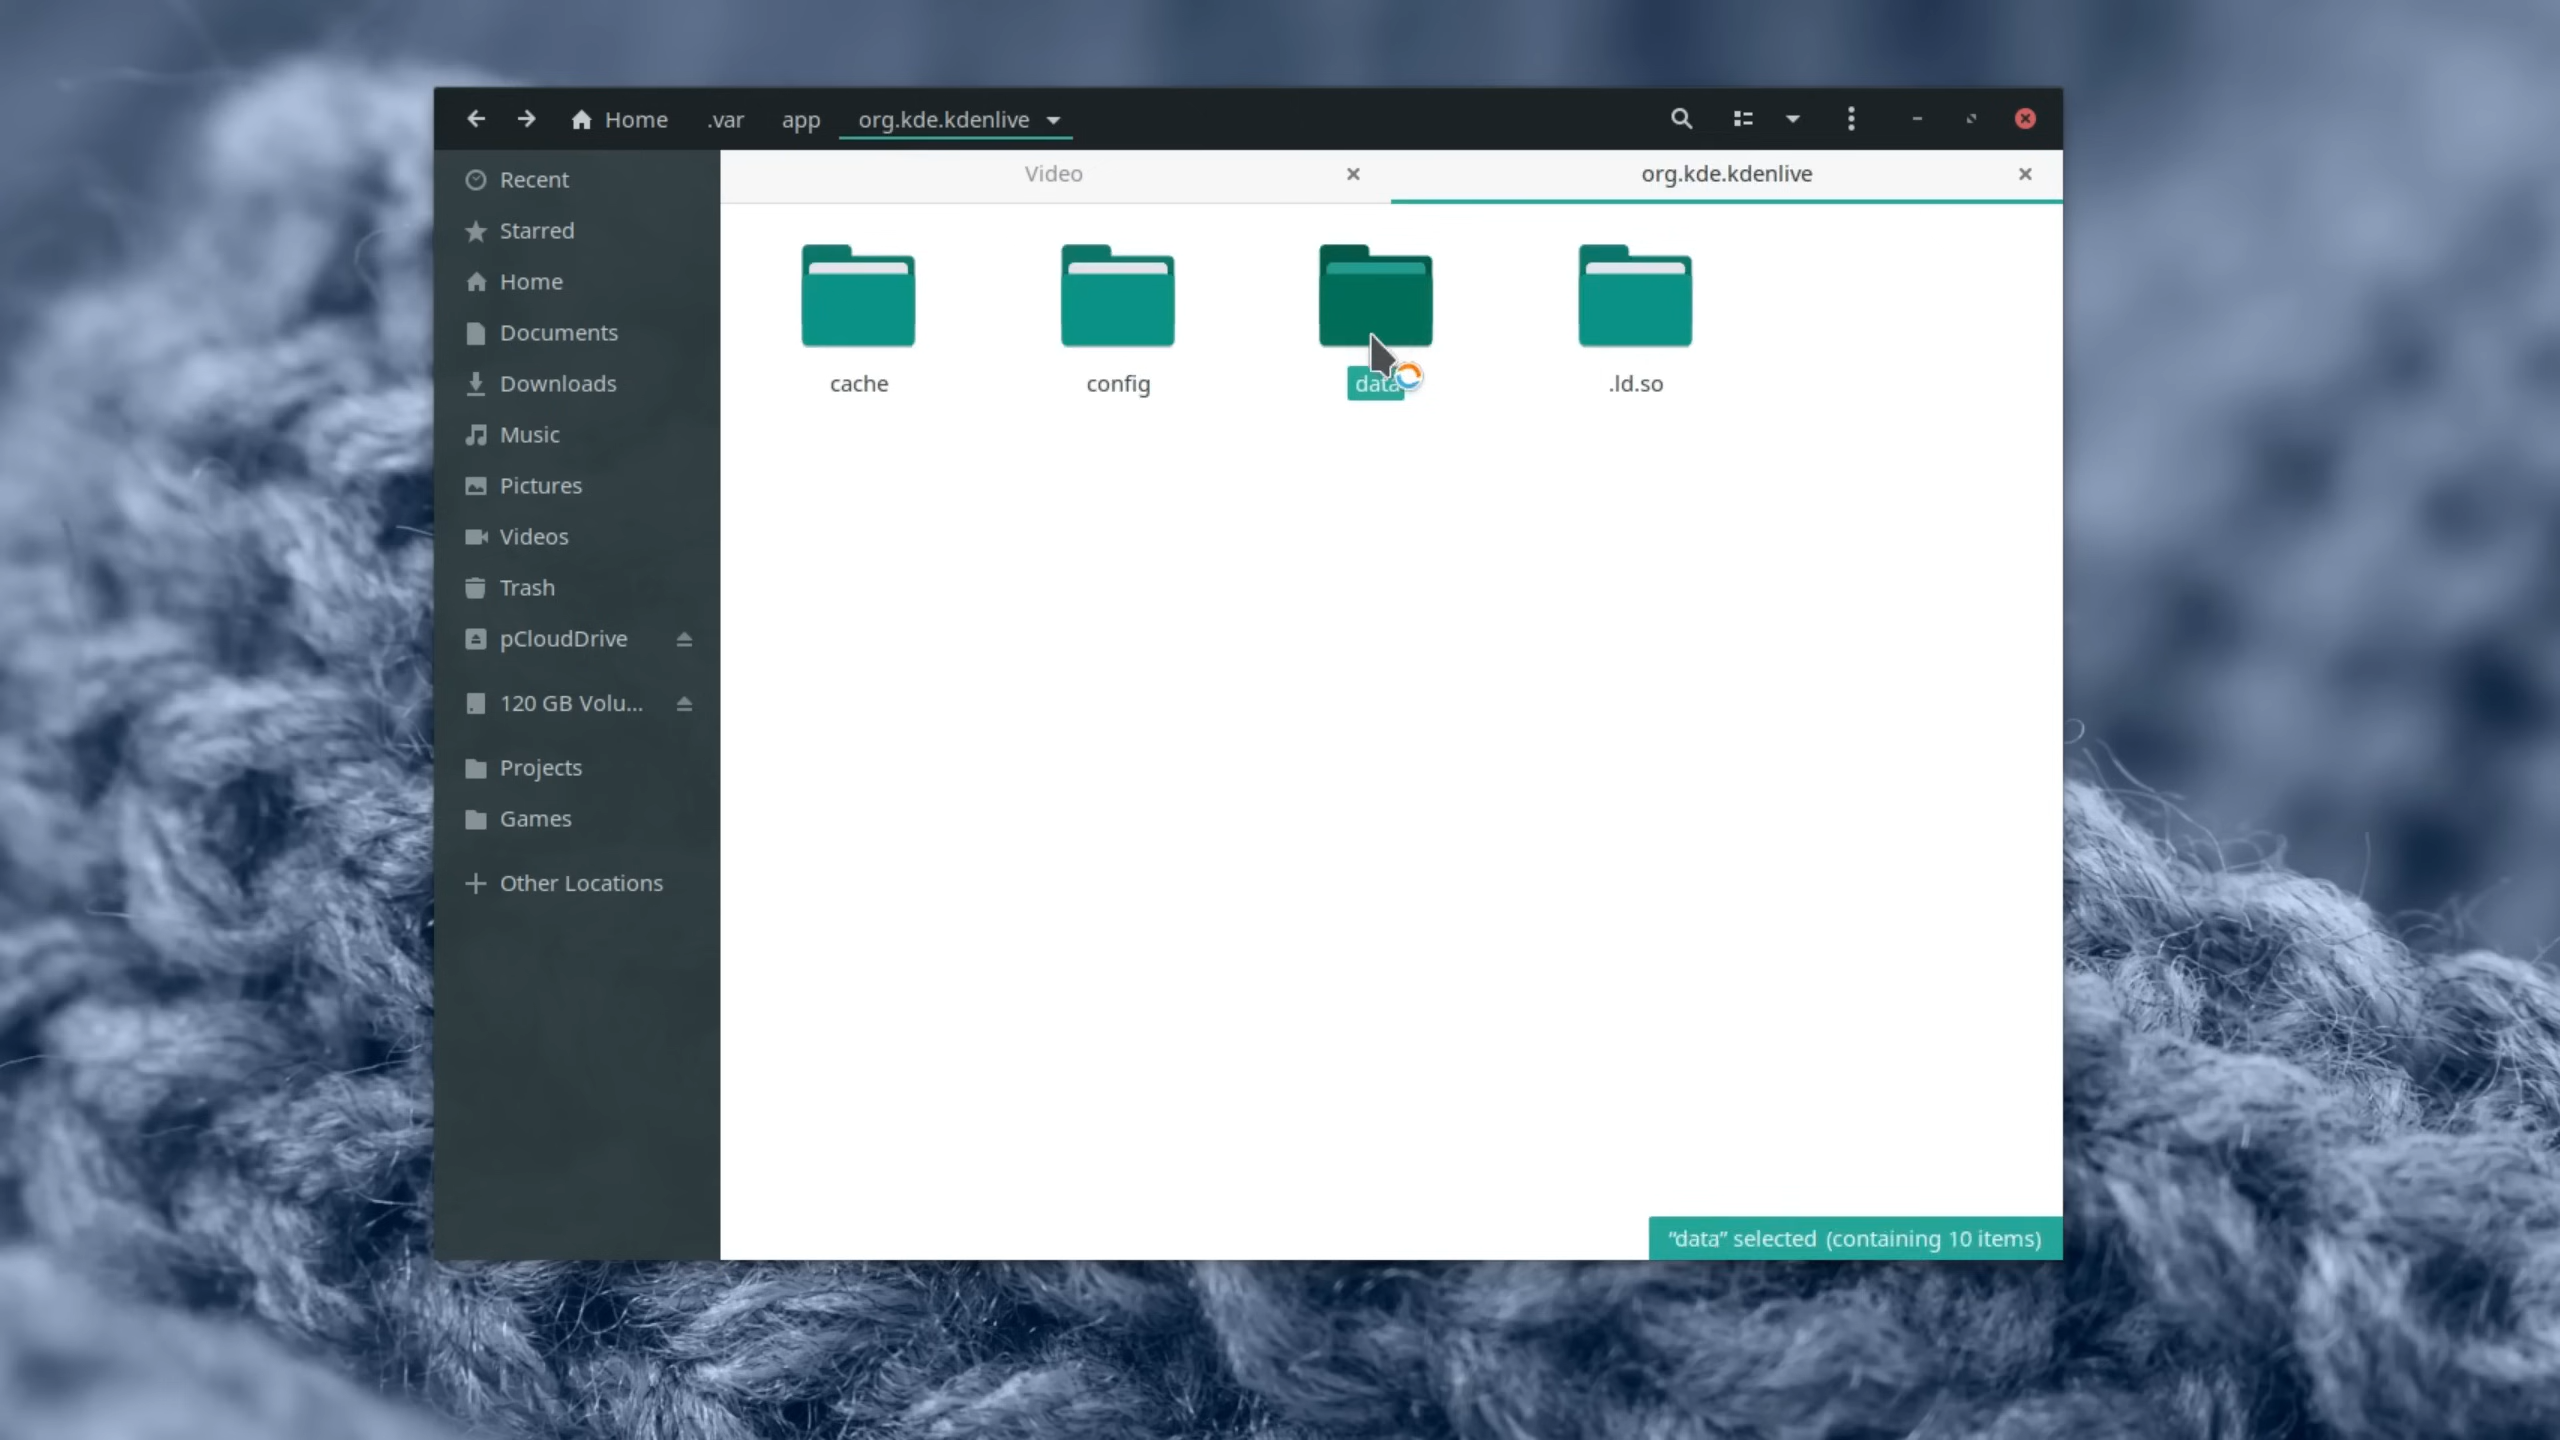 Home .var app org.kde.kdenlive
Video org.kde.kdenlive
Recent
Starred
Home
Documents
Downloads
Music
Pictures
Videos
Trash
pCloudDrive
120 GB Volu...
Projects
Games
Other Locations
cache config data .ld.so
“data” selected (containing 10 items)